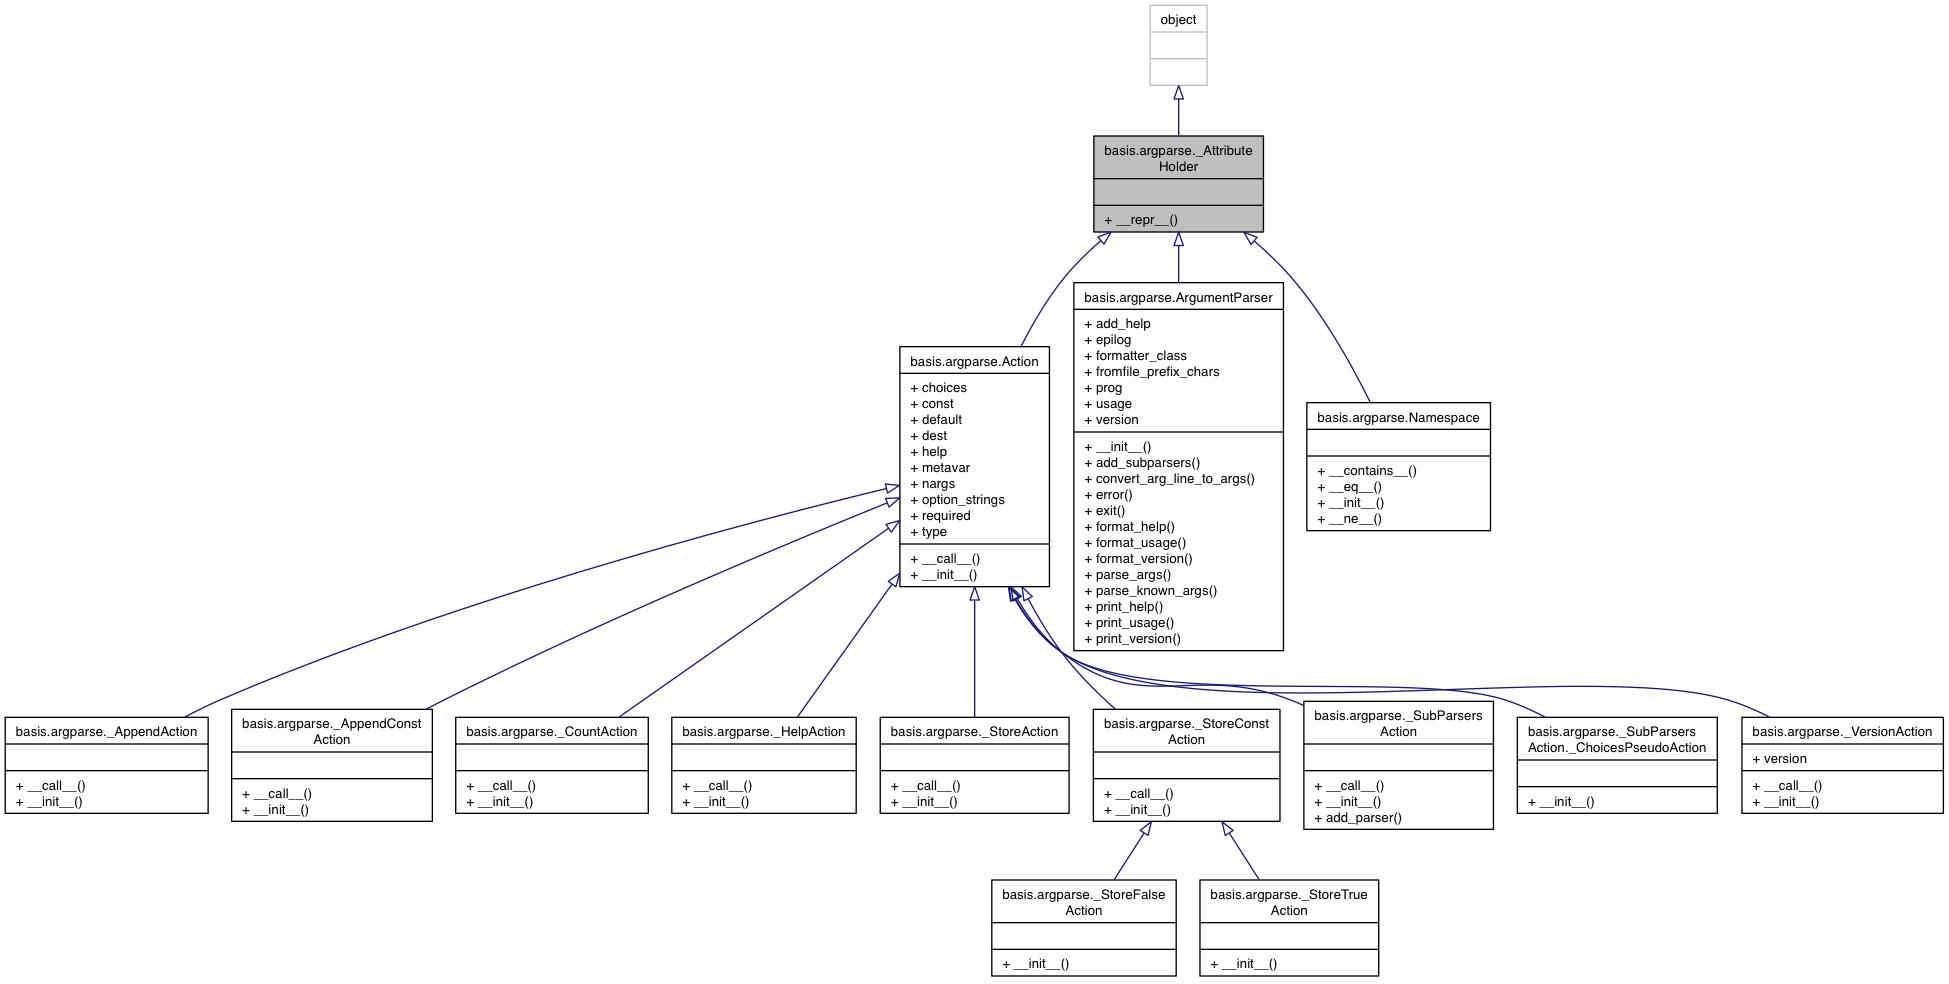 object
basis.argparse._Attribute
Holder
+ __repr__()
basis.argparse.ArgumentParser
+ add_help
+ epilog
+ formatter_class
+ fromfile_prefix_chars
+ prog
+ usage
+ version
+ __init__()
+ add_subparsers()
+ convert_arg_line_to_args()
+ error()
+ exit()
+ format_help()
+ format_usage()
+ format_version()
+ parse_args()
+ parse_known_args()
+ print_help()
+ print_usage()
+ print_version()
basis.argparse.Action
+ choices
+ const
+ default
+ dest
+ help
+ metavar
+ nargs
+ option_strings
+ required
+ type
+ __call__()
+ __init__()
basis.argparse.Namespace
+ __contains__()
+ __eq__()
+ __init__()
+ __ne__()
basis.argparse._AppendAction
+ __call__()
+ __init__()
basis.argparse._AppendConst
Action
+ __call__()
+ __init__()
basis.argparse._CountAction
+ __call__()
+ __init__()
basis.argparse._HelpAction
+ __call__()
+ __init__()
basis.argparse._StoreAction
+ __call__()
+ __init__()
basis.argparse._StoreConst
Action
+ __call__()
+ __init__()
basis.argparse._SubParsers
Action
+ __call__()
+ __init__()
+ add_parser()
basis.argparse._SubParsers
Action._ChoicesPseudoAction
+ __init__()
basis.argparse._VersionAction
+ version
+ __call__()
+ __init__()
basis.argparse._StoreFalse
Action
+ __init__()
basis.argparse._StoreTrue
Action
+ __init__()